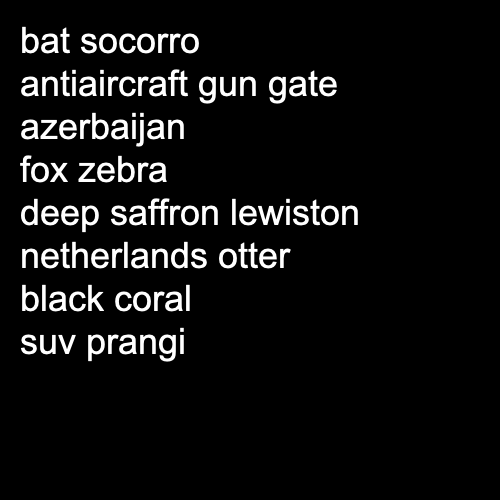 bat socorro
antiaircraft gun gate
azerbaijan
fox zebra
deep saffron lewiston
netherlands otter
black coral
suv prangi